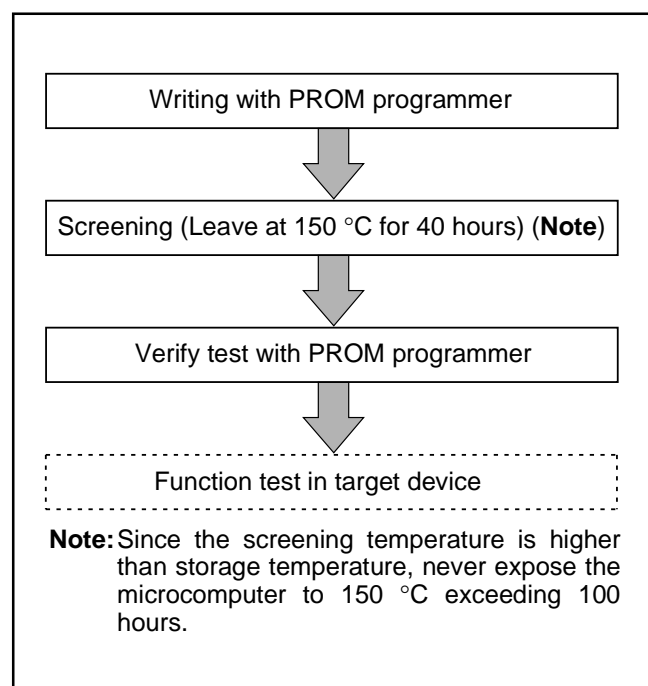 Writing with PROM programmer
Screening (Leave at 150 °C for 40 hours) (Note)
Verify test with PROM programmer
Function test in target device
Note: Since the screening temperature is higher
than storage temperature, never expose the
microcomputer to 150 °C exceeding 100
hours.